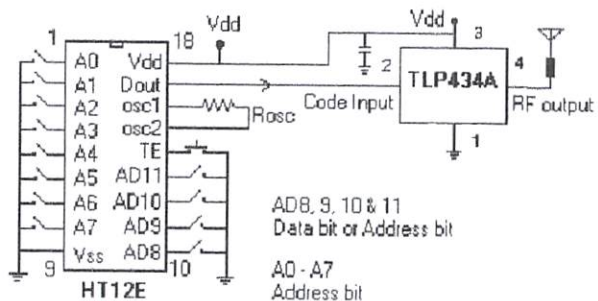 Vdd
Vdd
1
18
3
A0
Vdd
A1
Dout
2
TLP434A
4
A2
osc1
Code Input
RF output
A3
osc2
Rosc
A4
TE
1
A5
AD11
A6
AD10
A7
AD9
Vss
AD8
9
10
HT12E
AD8, 9, 10 & 11
Data bit or Address bit
A0 - A7
Address bit